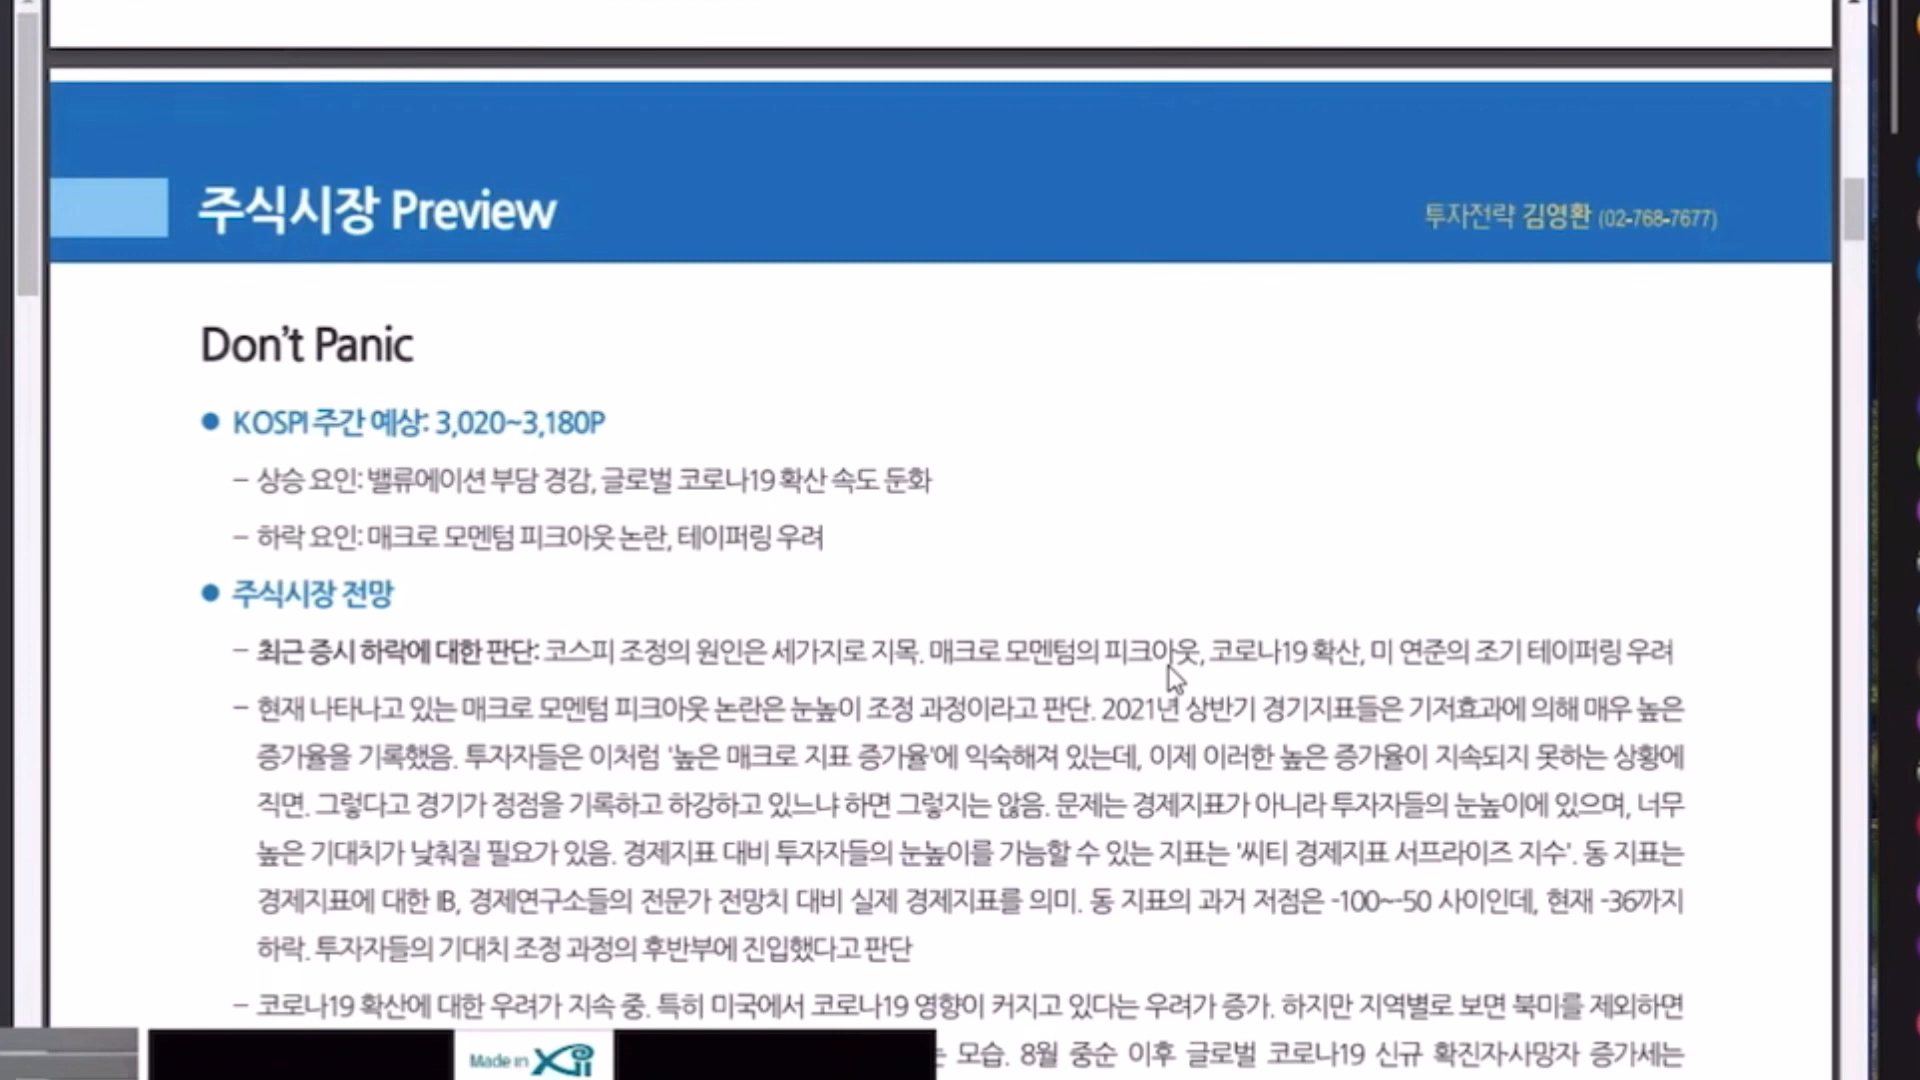 주식시장 Preview
투자전략 김영환 (02-768-7677)
Don't Panic
● KOSPI 주간 예상: 3,020~3,180P
– 상승 요인: 밸류에이션 부담 경감, 글로벌 코로나19 확산 속도 둔화
– 하락 요인: 매크로 모멘텀 피크아웃 논란, 테이퍼링 우려
● 주식시장 전망
– 최근 증시 하락에 대한 판단: 코스피 조정의 원인은 세가지로 지목. 매크로 모멘텀의 피크아웃, 코로나19 확산, 미 연준의 조기 테이퍼링 우려
– 현재 나타나고 있는 매크로 모멘텀 피크아웃 논란은 눈높이 조정 과정이라고 판단. 2021년 상반기 경기지표들은 기저효과에 의해 매우 높은
증가율을 기록했음. 투자자들은 이처럼 '높은 매크로 지표 증가율'에 익숙해져 있는데, 이제 이러한 높은 증가율이 지속되지 못하는 상황에
직면. 그렇다고 경기가 정점을 기록하고 하강하고 있느냐 하면 그렇지는 않음. 문제는 경제지표가 아니라 투자자들의 눈높이에 있으며, 너무
높은 기대치가 낮춰질 필요가 있음. 경제지표 대비 투자자들의 눈높이를 가늠할 수 있는 지표는 '씨티 경제지표 서프라이즈 지수'. 동 지표는
경제지표에 대한 IB, 경제연구소들의 전문가 전망치 대비 실제 경제지표를 의미. 동 지표의 과거 저점은 -100~-50 사이인데, 현재 -36까지
하락. 투자자들의 기대치 조정 과정의 후반부에 진입했다고 판단
– 코로나19 확산에 대한 우려가 지속 중. 특히 미국에서 코로나19 영향이 커지고 있다는 우려가 증가. 하지만 지역별로 보면 북미를 제외하면
모습. 8월 중순 이후 글로벌 코로나19 신규 확진자·사망자 증가세는
Made in Xii